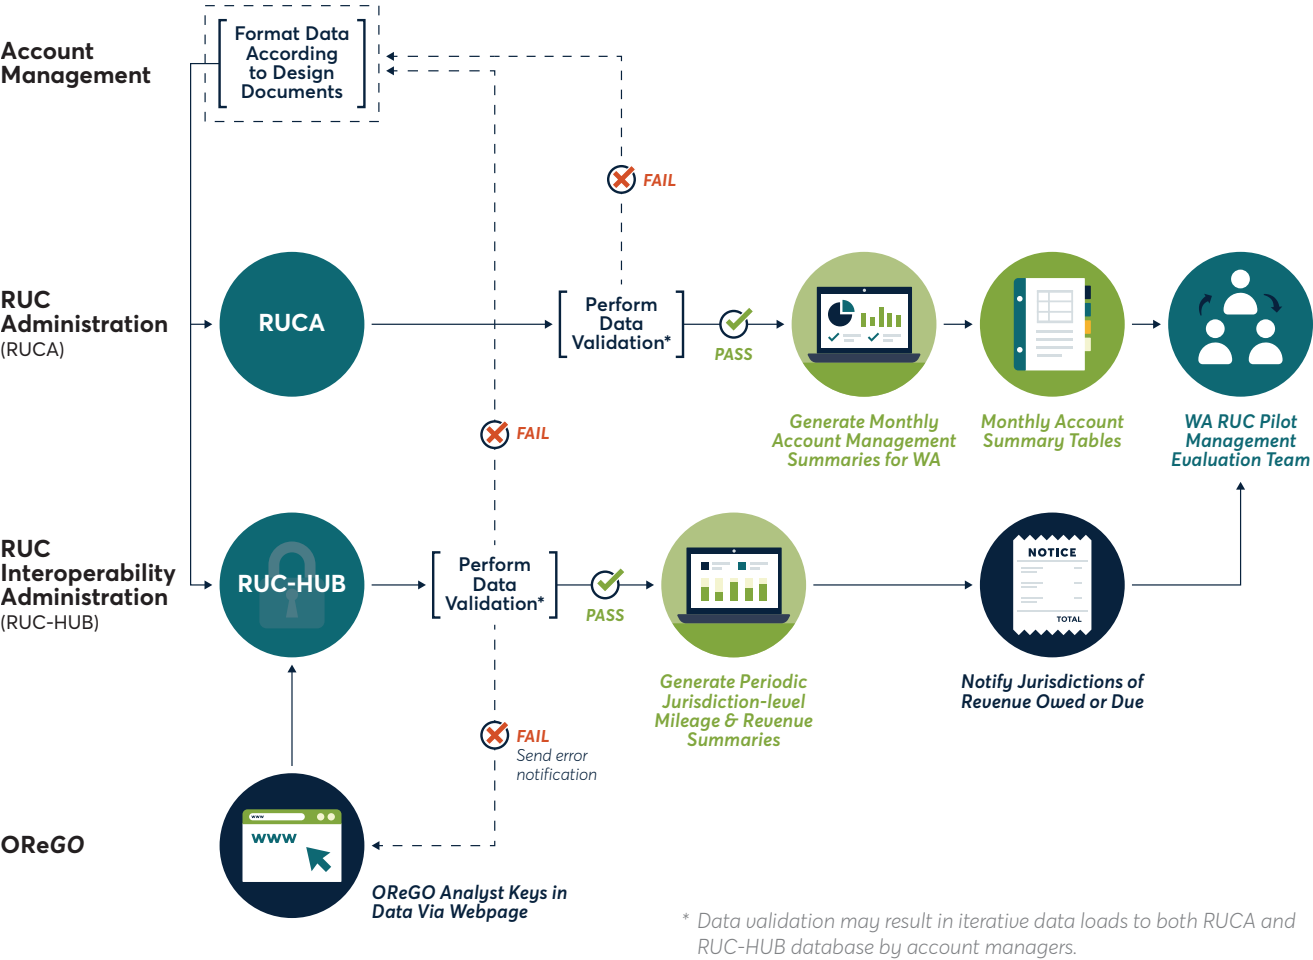 Account
Management
Format Data
According
to Design
Documents
FAIL
RUC
Administration
(RUCA)
RUCA
Perform
Data
Validation*
PASS
Generate Monthly
Account Management
Summaries for WA
Monthly Account
Summary Tables
WA RUC Pilot
Management
Evaluation Team
FAIL
RUC
Interoperability
Administration
(RUC-HUB)
RUC-HUB
Perform
Data
Validation*
PASS
Generate Periodic
Jurisdiction-level
Mileage & Revenue
Summaries
NOTICE
TOTAL
Notify Jurisdictions of
Revenue Owed or Due
FAIL
Send error
notification
OReGO
www
www
OReGO Analyst Keys in
Data Via Webpage
* Data validation may result in iterative data loads to both RUCA and
RUC-HUB database by account managers.